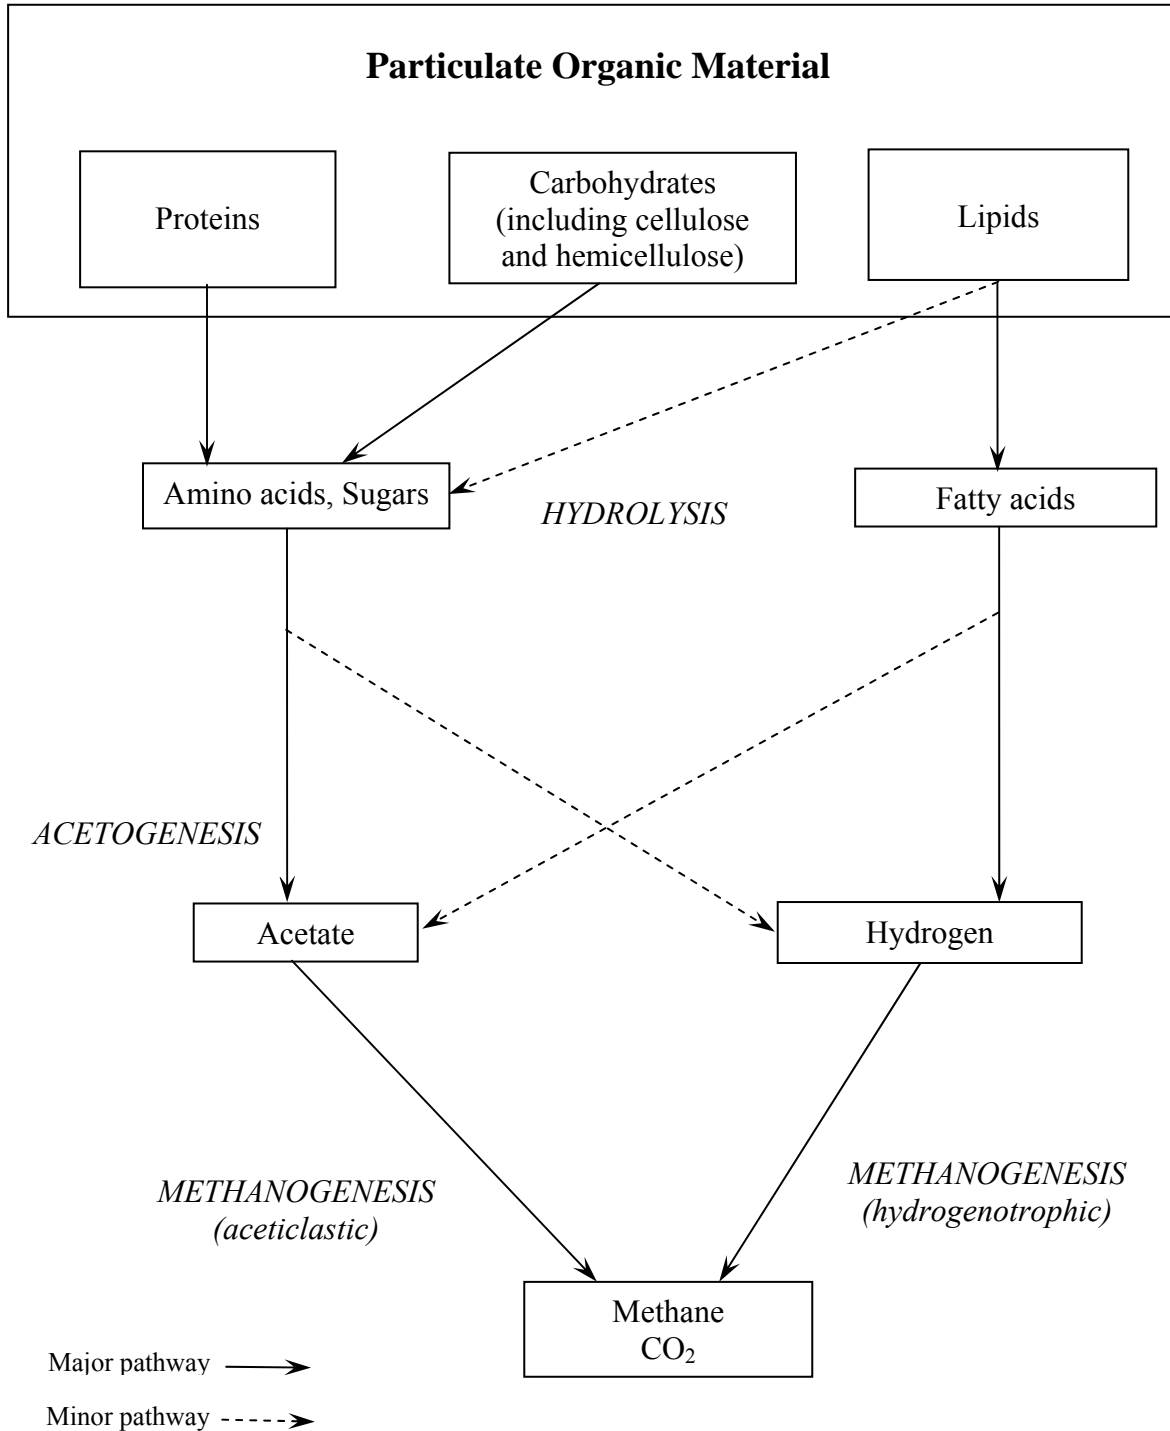 Particulate Organic Material
Proteins
Carbohydrates
(including cellulose
and hemicellulose)
Lipids
Amino acids, Sugars
HYDROLYSIS
Fatty acids
ACETOGENESIS
Acetate
Hydrogen
METHANOGENESIS
(aceticlastic)
METHANOGENESIS
(hydrogenotrophic)
Methane
CO₂
Major pathway
Minor pathway